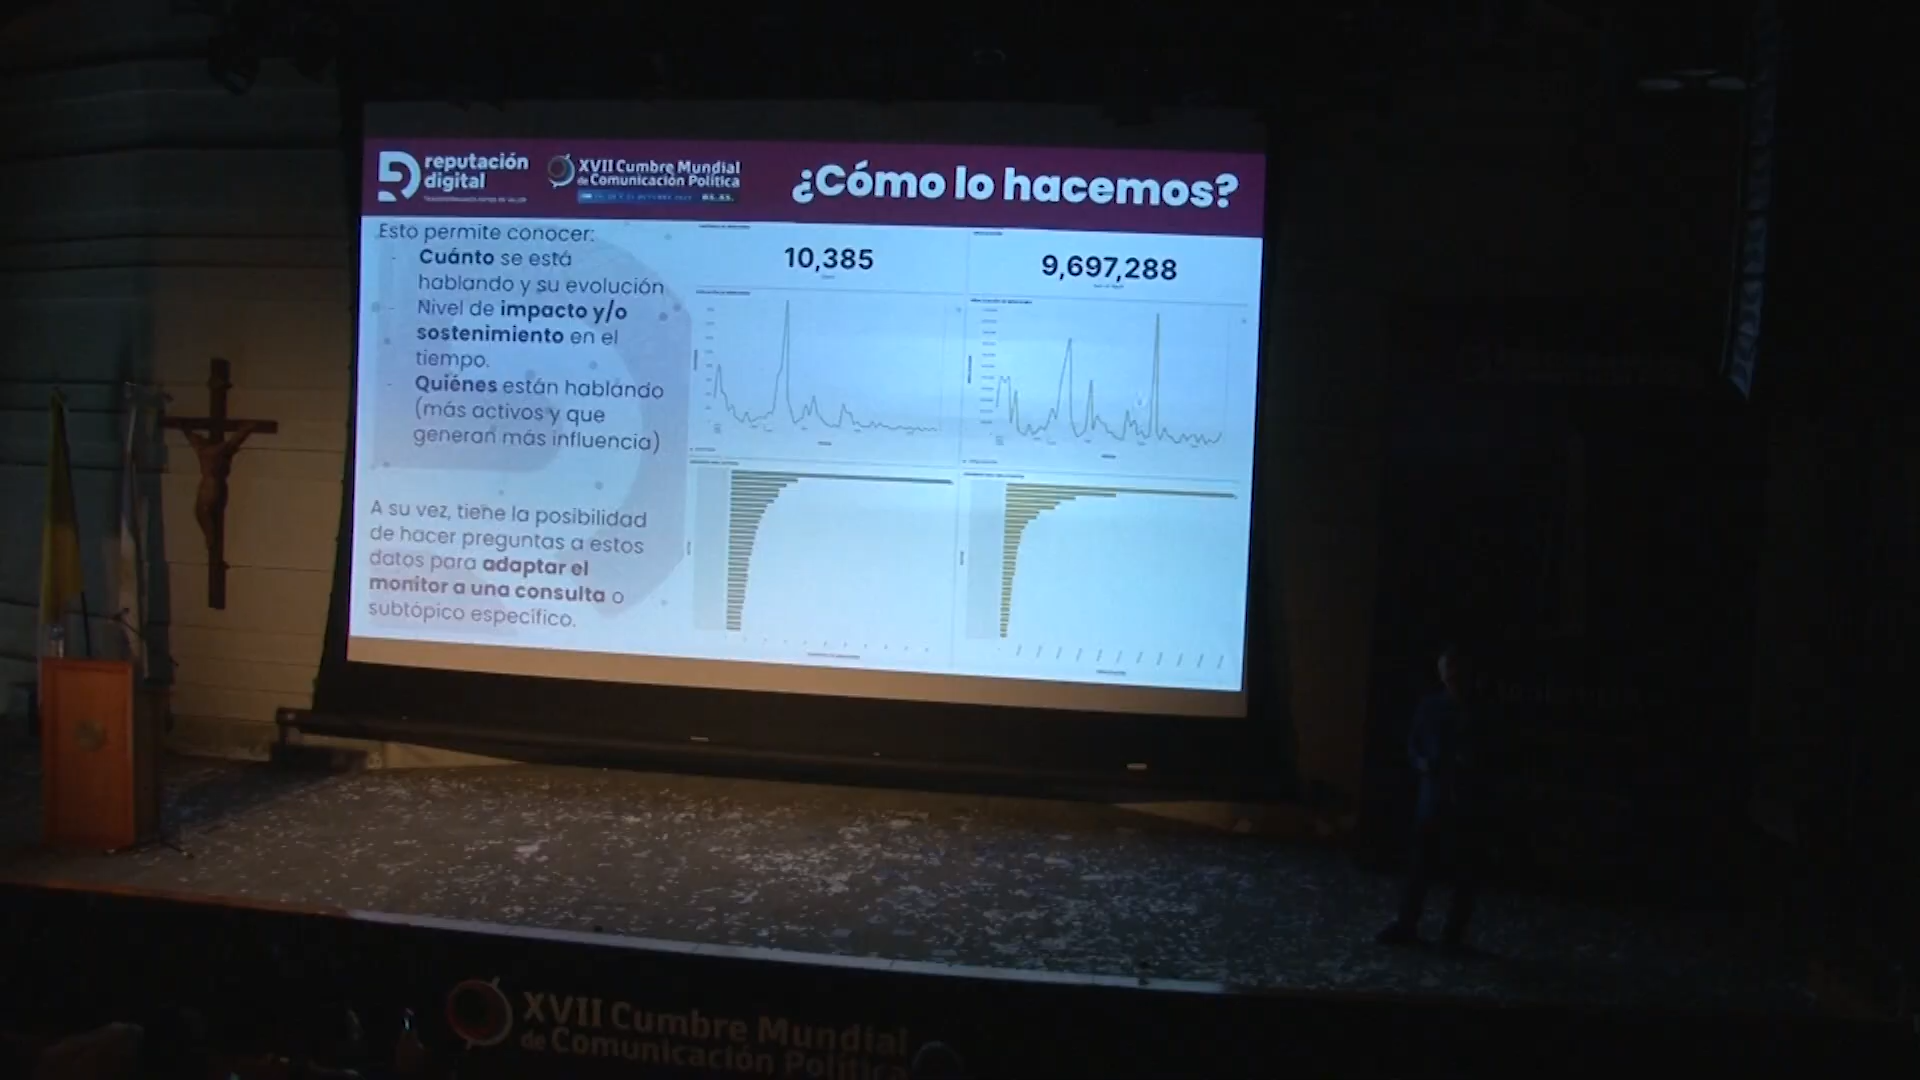 reputación
digital
XVII Cumbre Mundial
de Comunicación Política
¿Cómo lo hacemos?
Esto permite conocer:
- Cuánto se está
hablando y su evolución
- Nivel de impacto y/o
sostenimiento en el
tiempo.
- Quiénes están hablando
(más activos y que
generan más influencia)
A su vez, tiene la posibilidad
de hacer preguntas a estos
datos para adaptar el
monitor a una consulta o
subtópico específico.
10,385
9,697,288
XVII Cumbre Mundial
de Comunicación Política